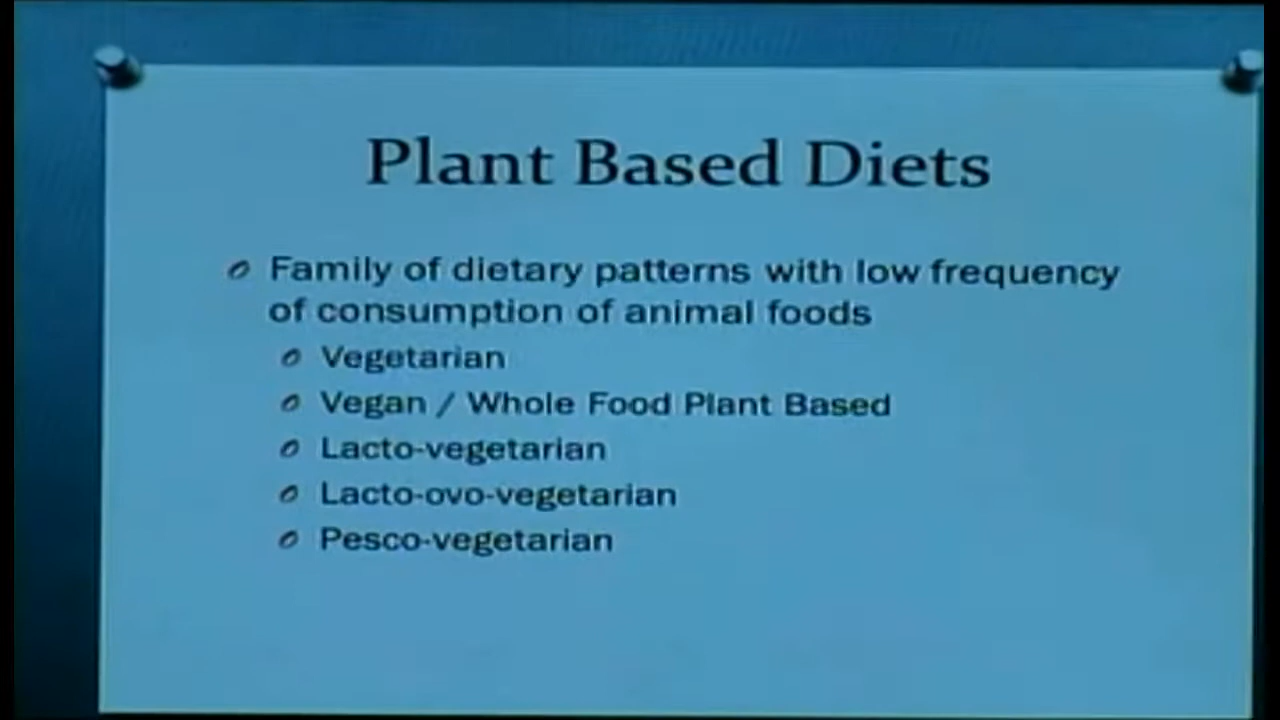 Plant Based Diets
Family of dietary patterns with low frequency
of consumption of animal foods
Vegetarian
Vegan / Whole Food Plant Based
Lacto-vegetarian
Lacto-ovo-vegetarian
Pesco-vegetarian